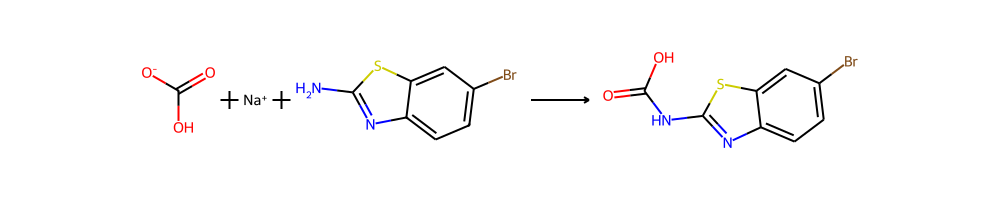 O⁻ O OH + Na⁺ + H₂N S N Br
O OH HN S N Br